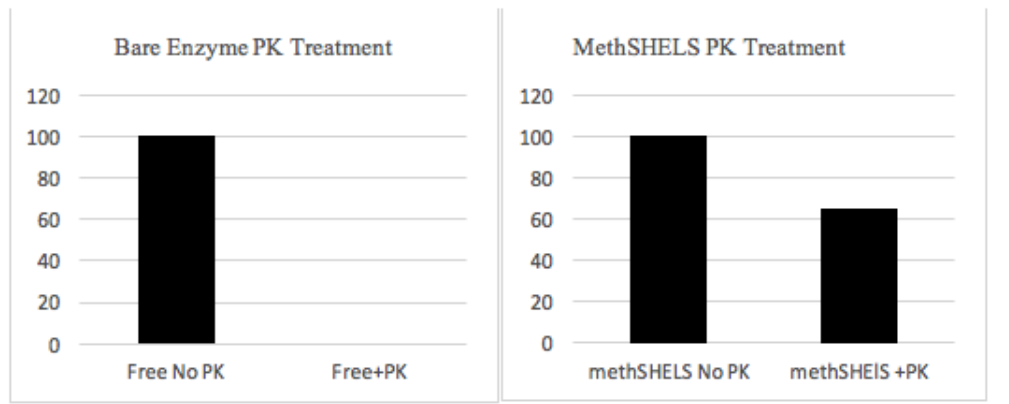 Bare Enzyme PK Treatment
120
100
80
60
40
20
0
Free No PK
Free+PK
MethSHELS PK Treatment
120
100
80
60
40
20
0
methSHELS No PK
methSHElS +PK